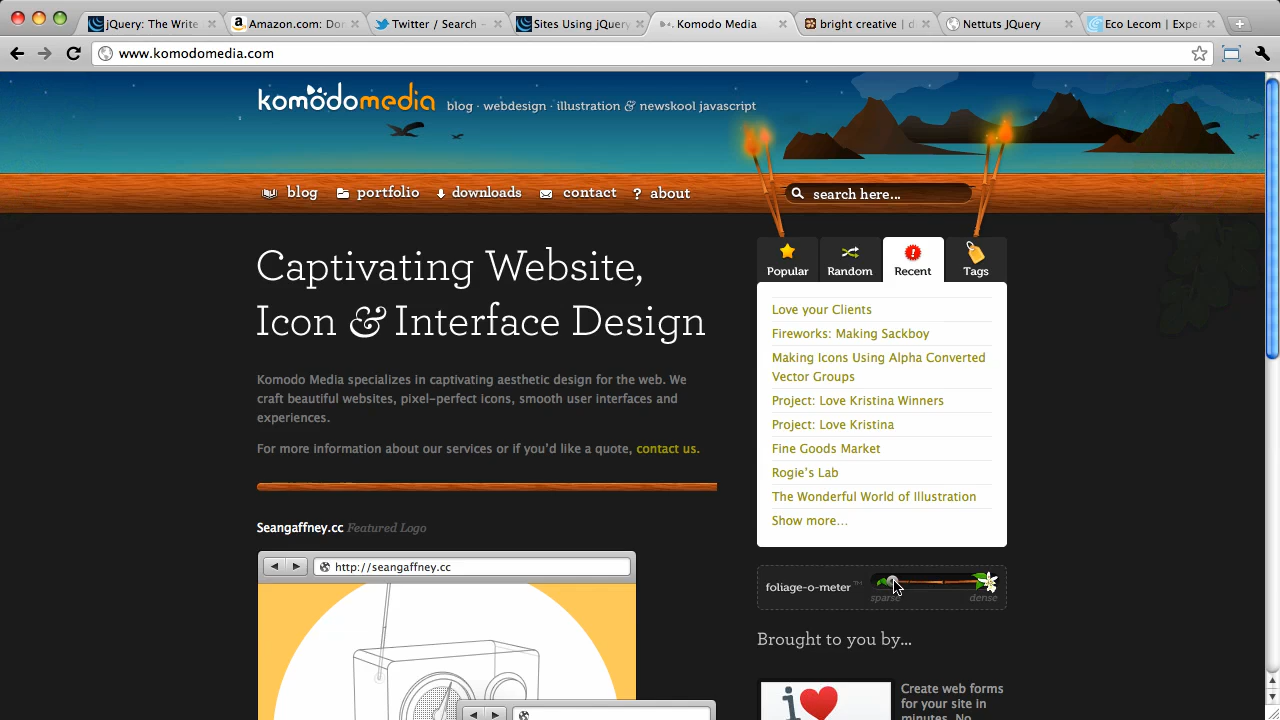 jQuery: The Write
Amazon.com: Do
Twitter / Search -
Sites Using jQuery
Komodo Media
bright creative | d
Nettuts JQuery
Eco Lecom | Exper
www.komodomedia.com
komodomedia
blog · webdesign · illustration & newskool javascript
blog
portfolio
downloads
contact
? about
search here...
Captivating Website,
Icon & Interface Design
Komodo Media specializes in captivating aesthetic design for the web. We
craft beautiful websites, pixel-perfect icons, smooth user interfaces and
experiences.
For more information about our services or if you'd like a quote, contact us.
Seangaffney.cc Featured Logo
http://seangaffney.cc
Popular
Random
Recent
Tags
Love your Clients
Fireworks: Making Sackboy
Making Icons Using Alpha Converted
Vector Groups
Project: Love Kristina Winners
Project: Love Kristina
Fine Goods Market
Rogie's Lab
The Wonderful World of Illustration
Show more...
foliage-o-meter™
sparse
dense
Brought to you by...
i
Create web forms
for your site in
minutes. No